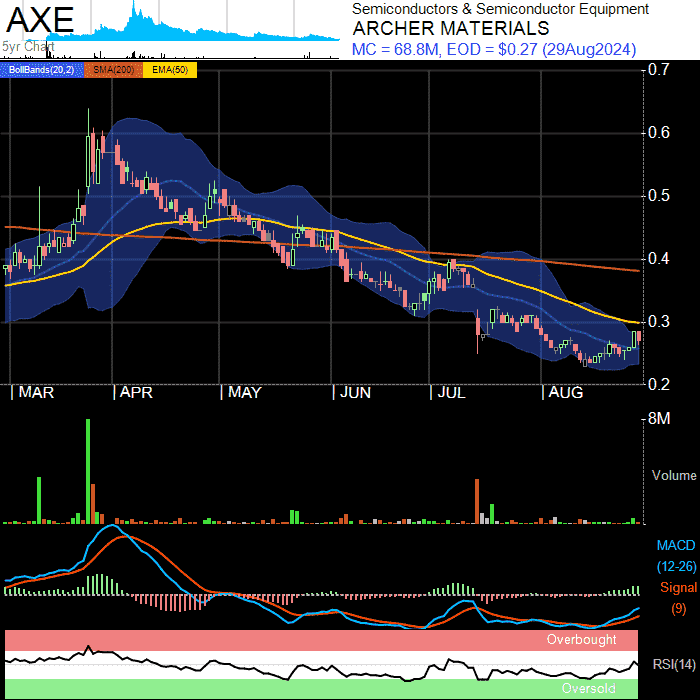 AXE
5yr Chart
Semiconductors & Semiconductor Equipment
ARCHER MATERIALS
MC = 68.8M, EOD = $0.27 (29Aug2024)
BollBands(20,2) SMA(200) EMA(50)
0.7
0.6
0.5
0.4
0.3
0.2
MAR APR MAY JUN JUL AUG
8M
Volume
MACD
(12-26)
Signal
(9)
Overbought
RSI(14)
Oversold